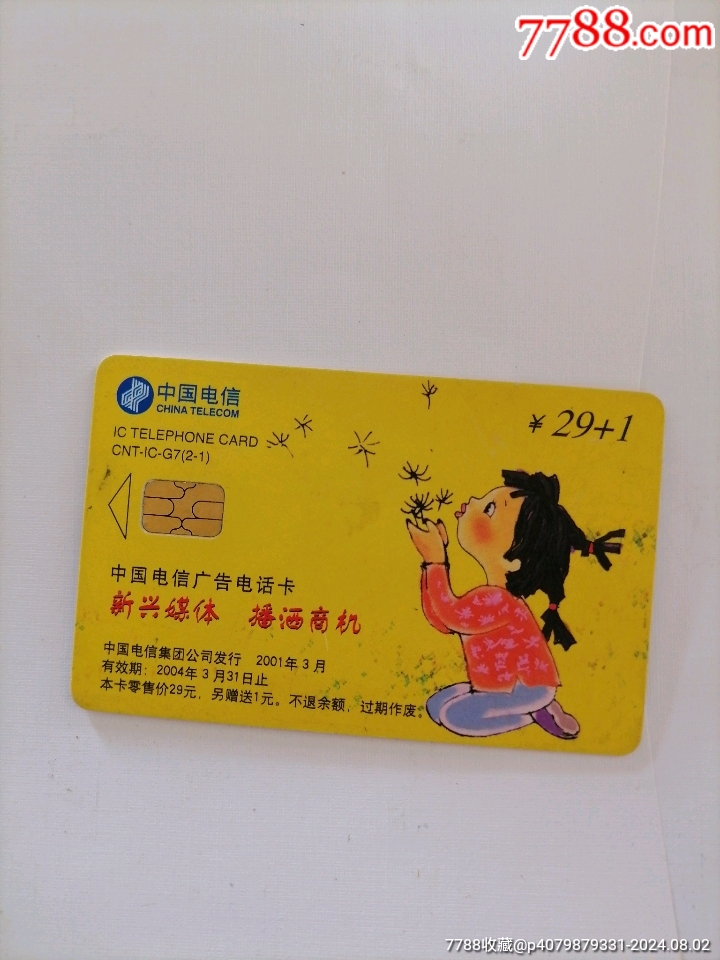 7788.com
中国电信
CHINA TELECOM
¥ 29+1
IC TELEPHONE CARD
CNT-IC-G7(2-1)
中国电信广告电话卡
新兴媒体 播洒商机
中国电信集团公司发行 2001年3月
有效期：2004年3月31日止
本卡零售价29元，另赠送1元。不退余额，过期作废。
7788收藏@p4079879331-2024.08.02